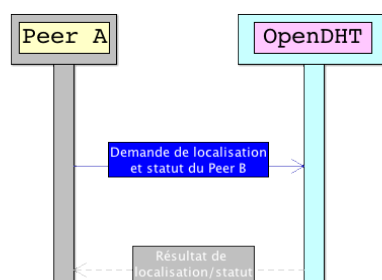 Peer A
OpenDHT
Demande de localisation
et statut du Peer B
Résultat de
localisation/statut